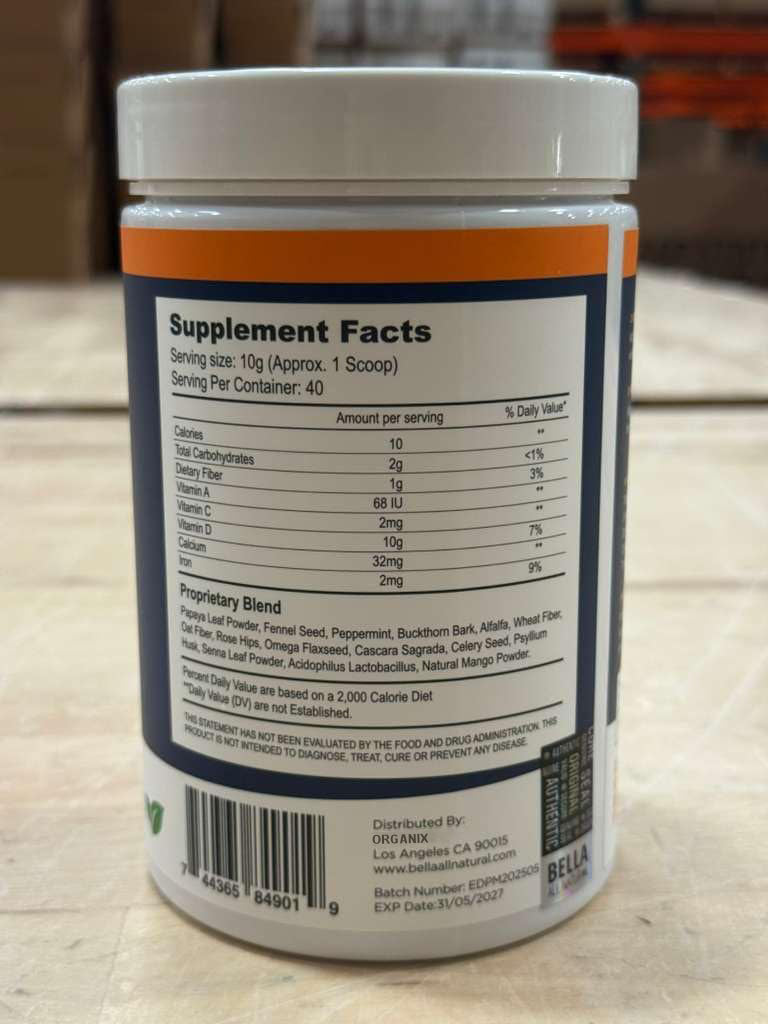 Supplement Facts
Serving size: 10g (Approx. 1 Scoop)
Serving Per Container: 40
Amount per serving % Daily Value*
Calories 10 **
Total Carbohydrates 2g <1%
Dietary Fiber 1g 3%
Vitamin A 68 IU **
Vitamin C 2mg **
Vitamin D 10g 7%
Calcium 32mg **
Iron 2mg 9%
Proprietary Blend
Papaya Leaf Powder, Fennel Seed, Peppermint, Buckthorn Bark, Alfalfa, Wheat Fiber,
Oat Fiber, Rose Hips, Omega Flaxseed, Cascara Sagrada, Celery Seed, Psyllium
Husk, Senna Leaf Powder, Acidophilus Lactobacillus, Natural Mango Powder.
Percent Daily Value are based on a 2,000 Calorie Diet
**Daily Value (DV) are not Established.
THIS STATEMENT HAS NOT BEEN EVALUATED BY THE FOOD AND DRUG ADMINISTRATION. THIS
PRODUCT IS NOT INTENDED TO DIAGNOSE, TREAT, CURE OR PREVENT ANY DISEASE.
7 44365 84901 9
Distributed By:
ORGANIX
Los Angeles CA 90015
www.bellaallnatural.com
Batch Number: EDPM202505
EXP Date:31/05/2027
ORIGINAL
AUTHENTIC
BELLA
ALL NATURAL